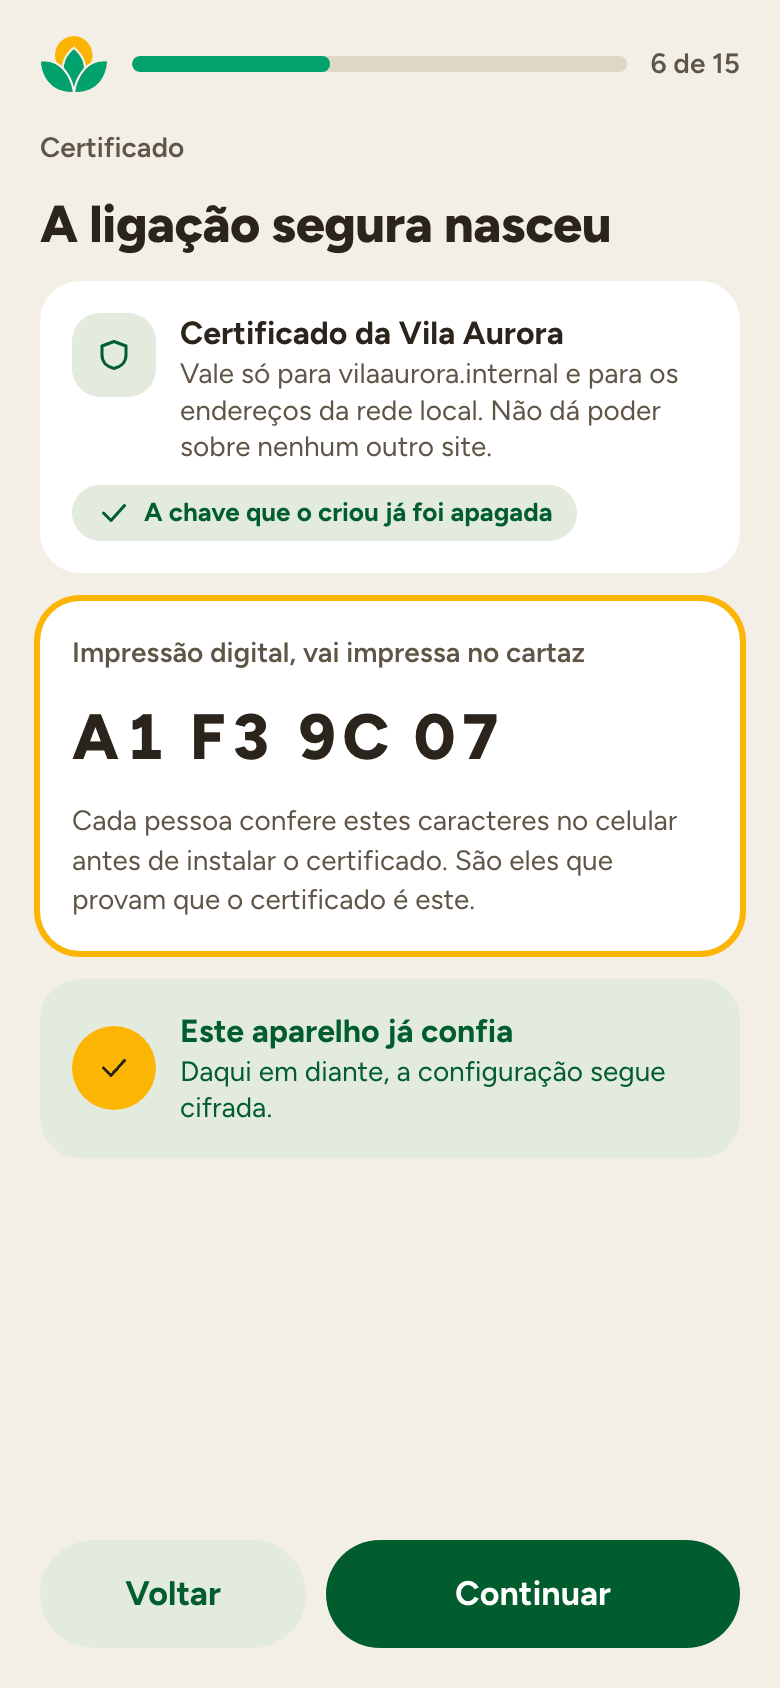 6 de 15
Certificado
A ligação segura nasceu
Certificado da Vila Aurora
Vale só para vilaaurora.internal e para os
endereços da rede local. Não dá poder
sobre nenhum outro site.
A chave que o criou já foi apagada
Impressão digital, vai impressa no cartaz
A1 F3 9C 07
Cada pessoa confere estes caracteres no celular
antes de instalar o certificado. São eles que
provam que o certificado é este.
Este aparelho já confia
Daqui em diante, a configuração segue
cifrada.
Voltar
Continuar